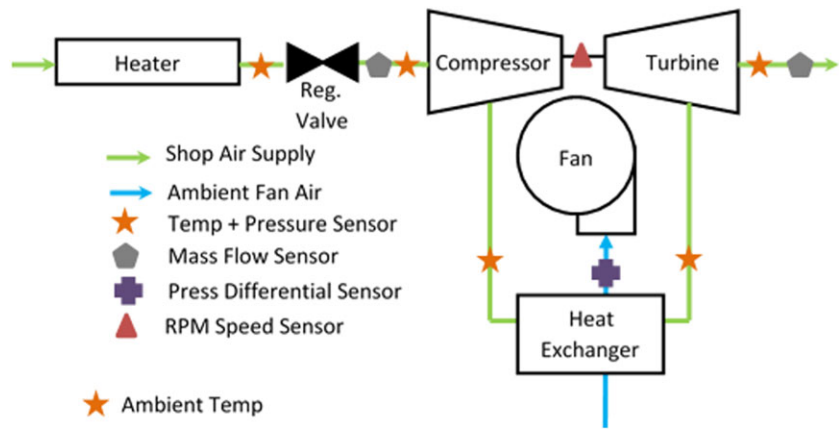 Heater
Reg.
Valve
Compressor
Turbine
Fan
Shop Air Supply
Ambient Fan Air
Temp + Pressure Sensor
Mass Flow Sensor
Press Differential Sensor
RPM Speed Sensor
Heat
Exchanger
Ambient Temp